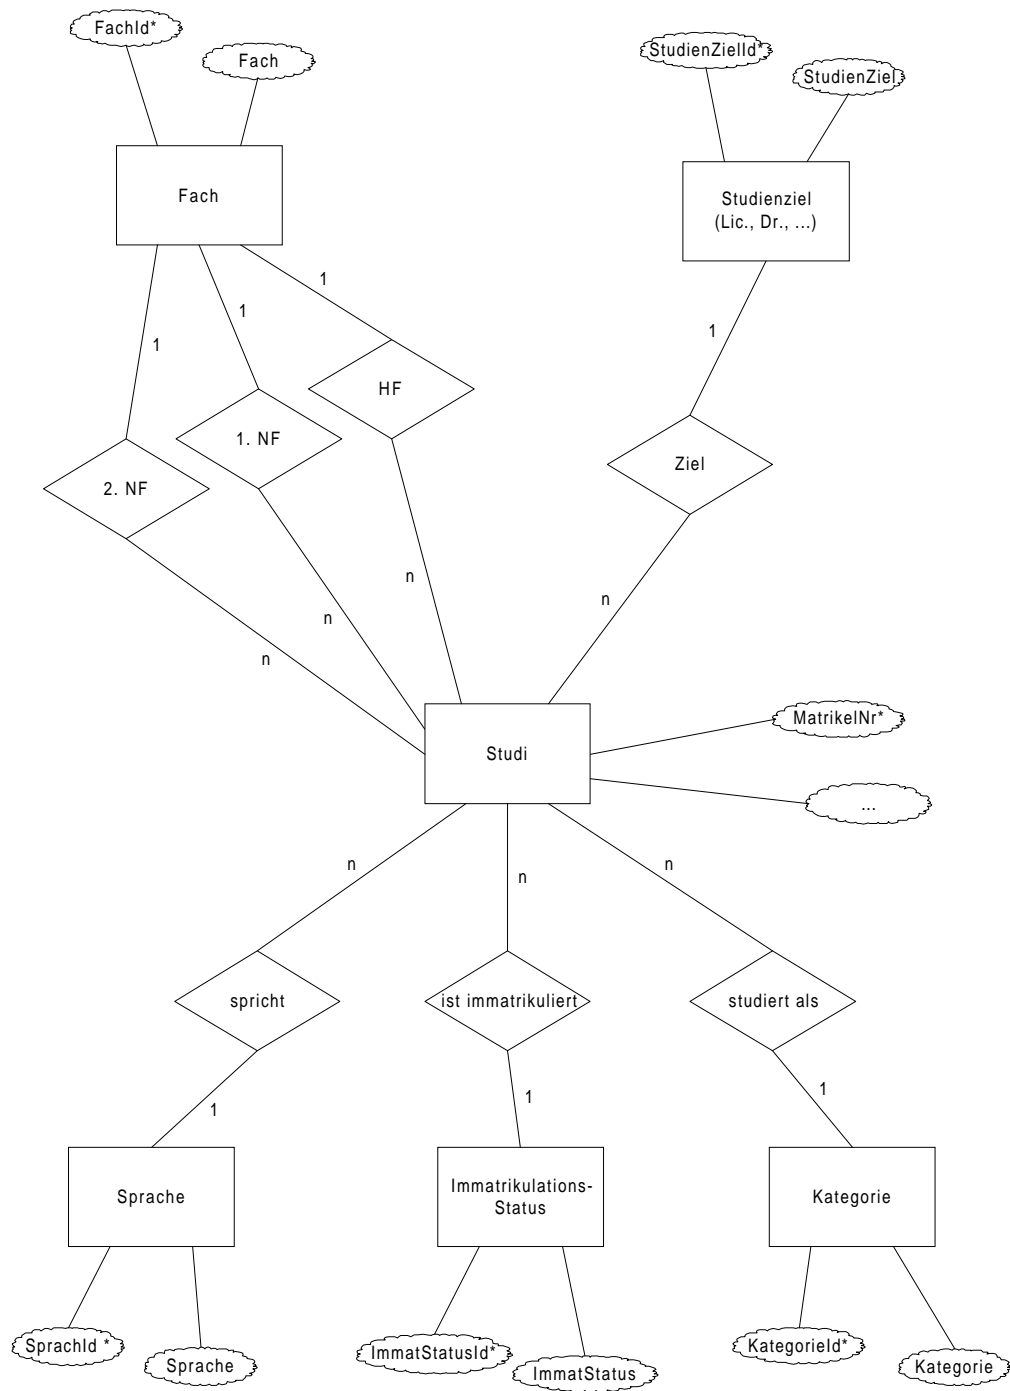 FachId*
Fach
StudienZielId*
StudienZiel
Fach
Studienziel
(Lic., Dr., ...)
1
1
1
1
HF
1. NF
2. NF
Ziel
n
n
n
n
Studi
MatrikelNr*
...
n
n
n
spricht
ist immatrikuliert
studiert als
1
1
1
Sprache
Immatrikulations-
Status
Kategorie
SprachId *
Sprache
ImmatStatusId*
ImmatStatus
KategorieId*
Kategorie